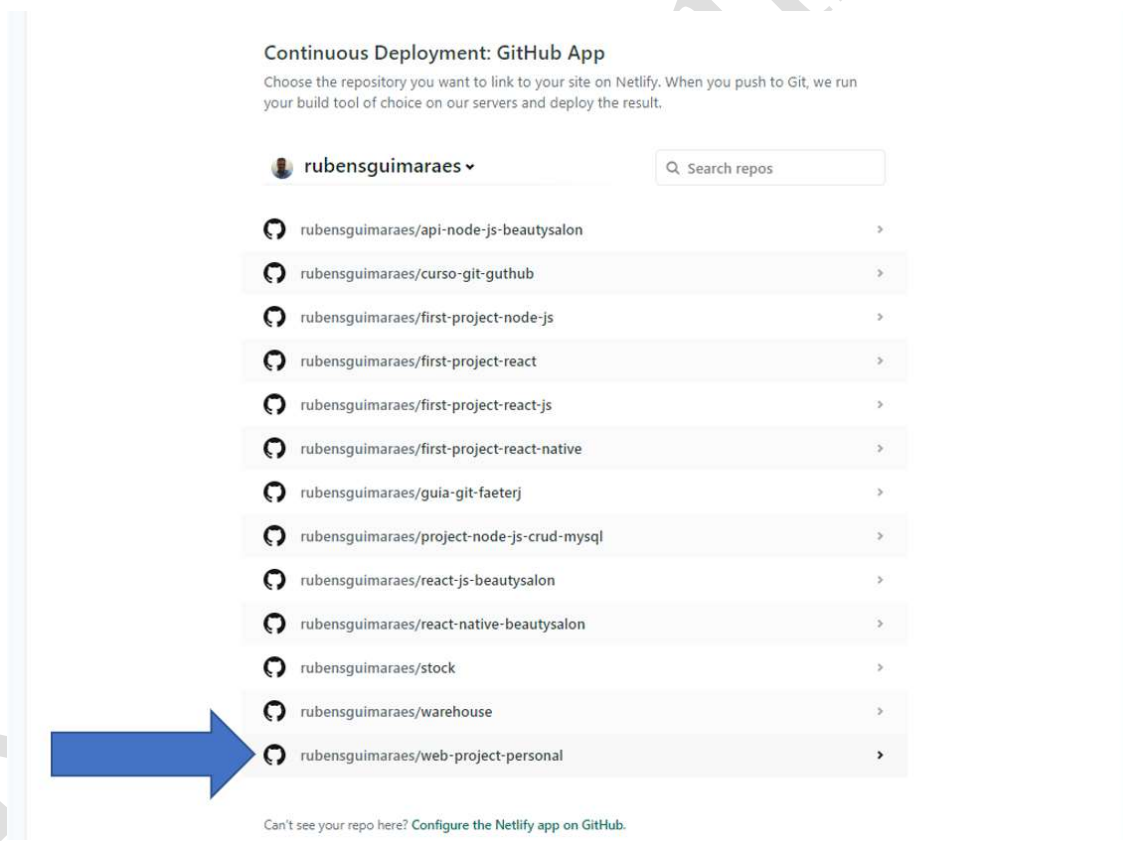 Continuous Deployment: GitHub App
Choose the repository you want to link to your site on Netlify. When you push to Git, we run
your build tool of choice on our servers and deploy the result.
rubensguimaraes
Search repos
rubensguimaraes/api-node-js-beautysalon
rubensguimaraes/curso-git-guthub
rubensguimaraes/first-project-node-js
rubensguimaraes/first-project-react
rubensguimaraes/first-project-react-js
rubensguimaraes/first-project-react-native
rubensguimaraes/guia-git-faeterj
rubensguimaraes/project-node-js-crud-mysql
rubensguimaraes/react-js-beautysalon
rubensguimaraes/react-native-beautysalon
rubensguimaraes/stock
rubensguimaraes/warehouse
rubensguimaraes/web-project-personal
Can't see your repo here? Configure the Netlify app on GitHub.